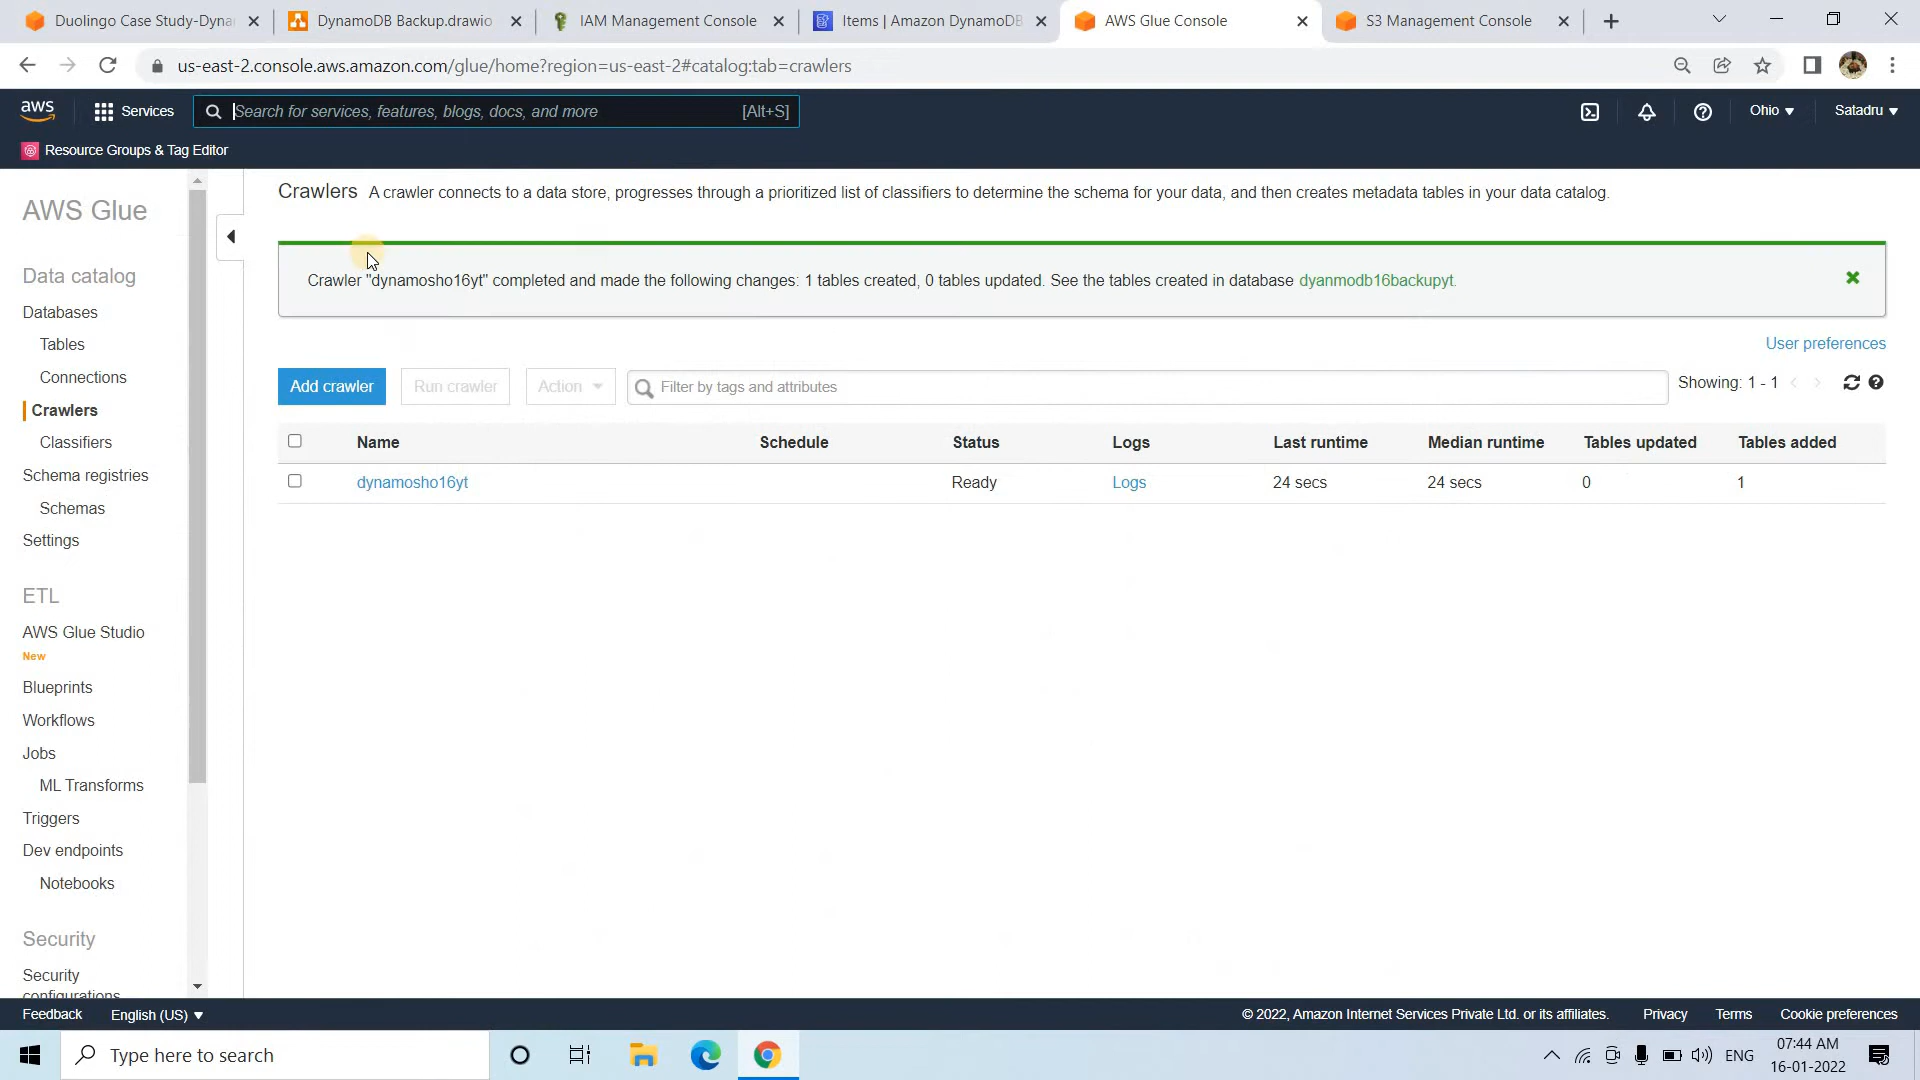 Duolingo Case Study-Dyna
DynamoDB Backup.drawio
IAM Management Console
Items | Amazon DynamoDB
AWS Glue Console
S3 Management Console
us-east-2.console.aws.amazon.com/glue/home?region=us-east-2#catalog:tab=crawlers
aws
Services
Search for services, features, blogs, docs, and more
[Alt+S]
Ohio
Satadru
Resource Groups & Tag Editor
AWS Glue
Data catalog
Databases
Tables
Connections
Crawlers
Classifiers
Schema registries
Schemas
Settings
ETL
AWS Glue Studio
New
Blueprints
Workflows
Jobs
ML Transforms
Triggers
Dev endpoints
Notebooks
Security
Security
configurations
Crawlers A crawler connects to a data store, progresses through a prioritized list of classifiers to determine the schema for your data, and then creates metadata tables in your data catalog.
Crawler "dynamosho16yt" completed and made the following changes: 1 tables created, 0 tables updated. See the tables created in database dyanmodb16backupyt.
User preferences
Add crawler
Run crawler
Action
Filter by tags and attributes
Showing: 1 - 1
Name Schedule Status Logs Last runtime Median runtime Tables updated Tables added
dynamosho16yt Ready Logs 24 secs 24 secs 0 1
Feedback
English (US)
© 2022, Amazon Internet Services Private Ltd. or its affiliates.
Privacy
Terms
Cookie preferences
Type here to search
ENG
07:44 AM
16-01-2022